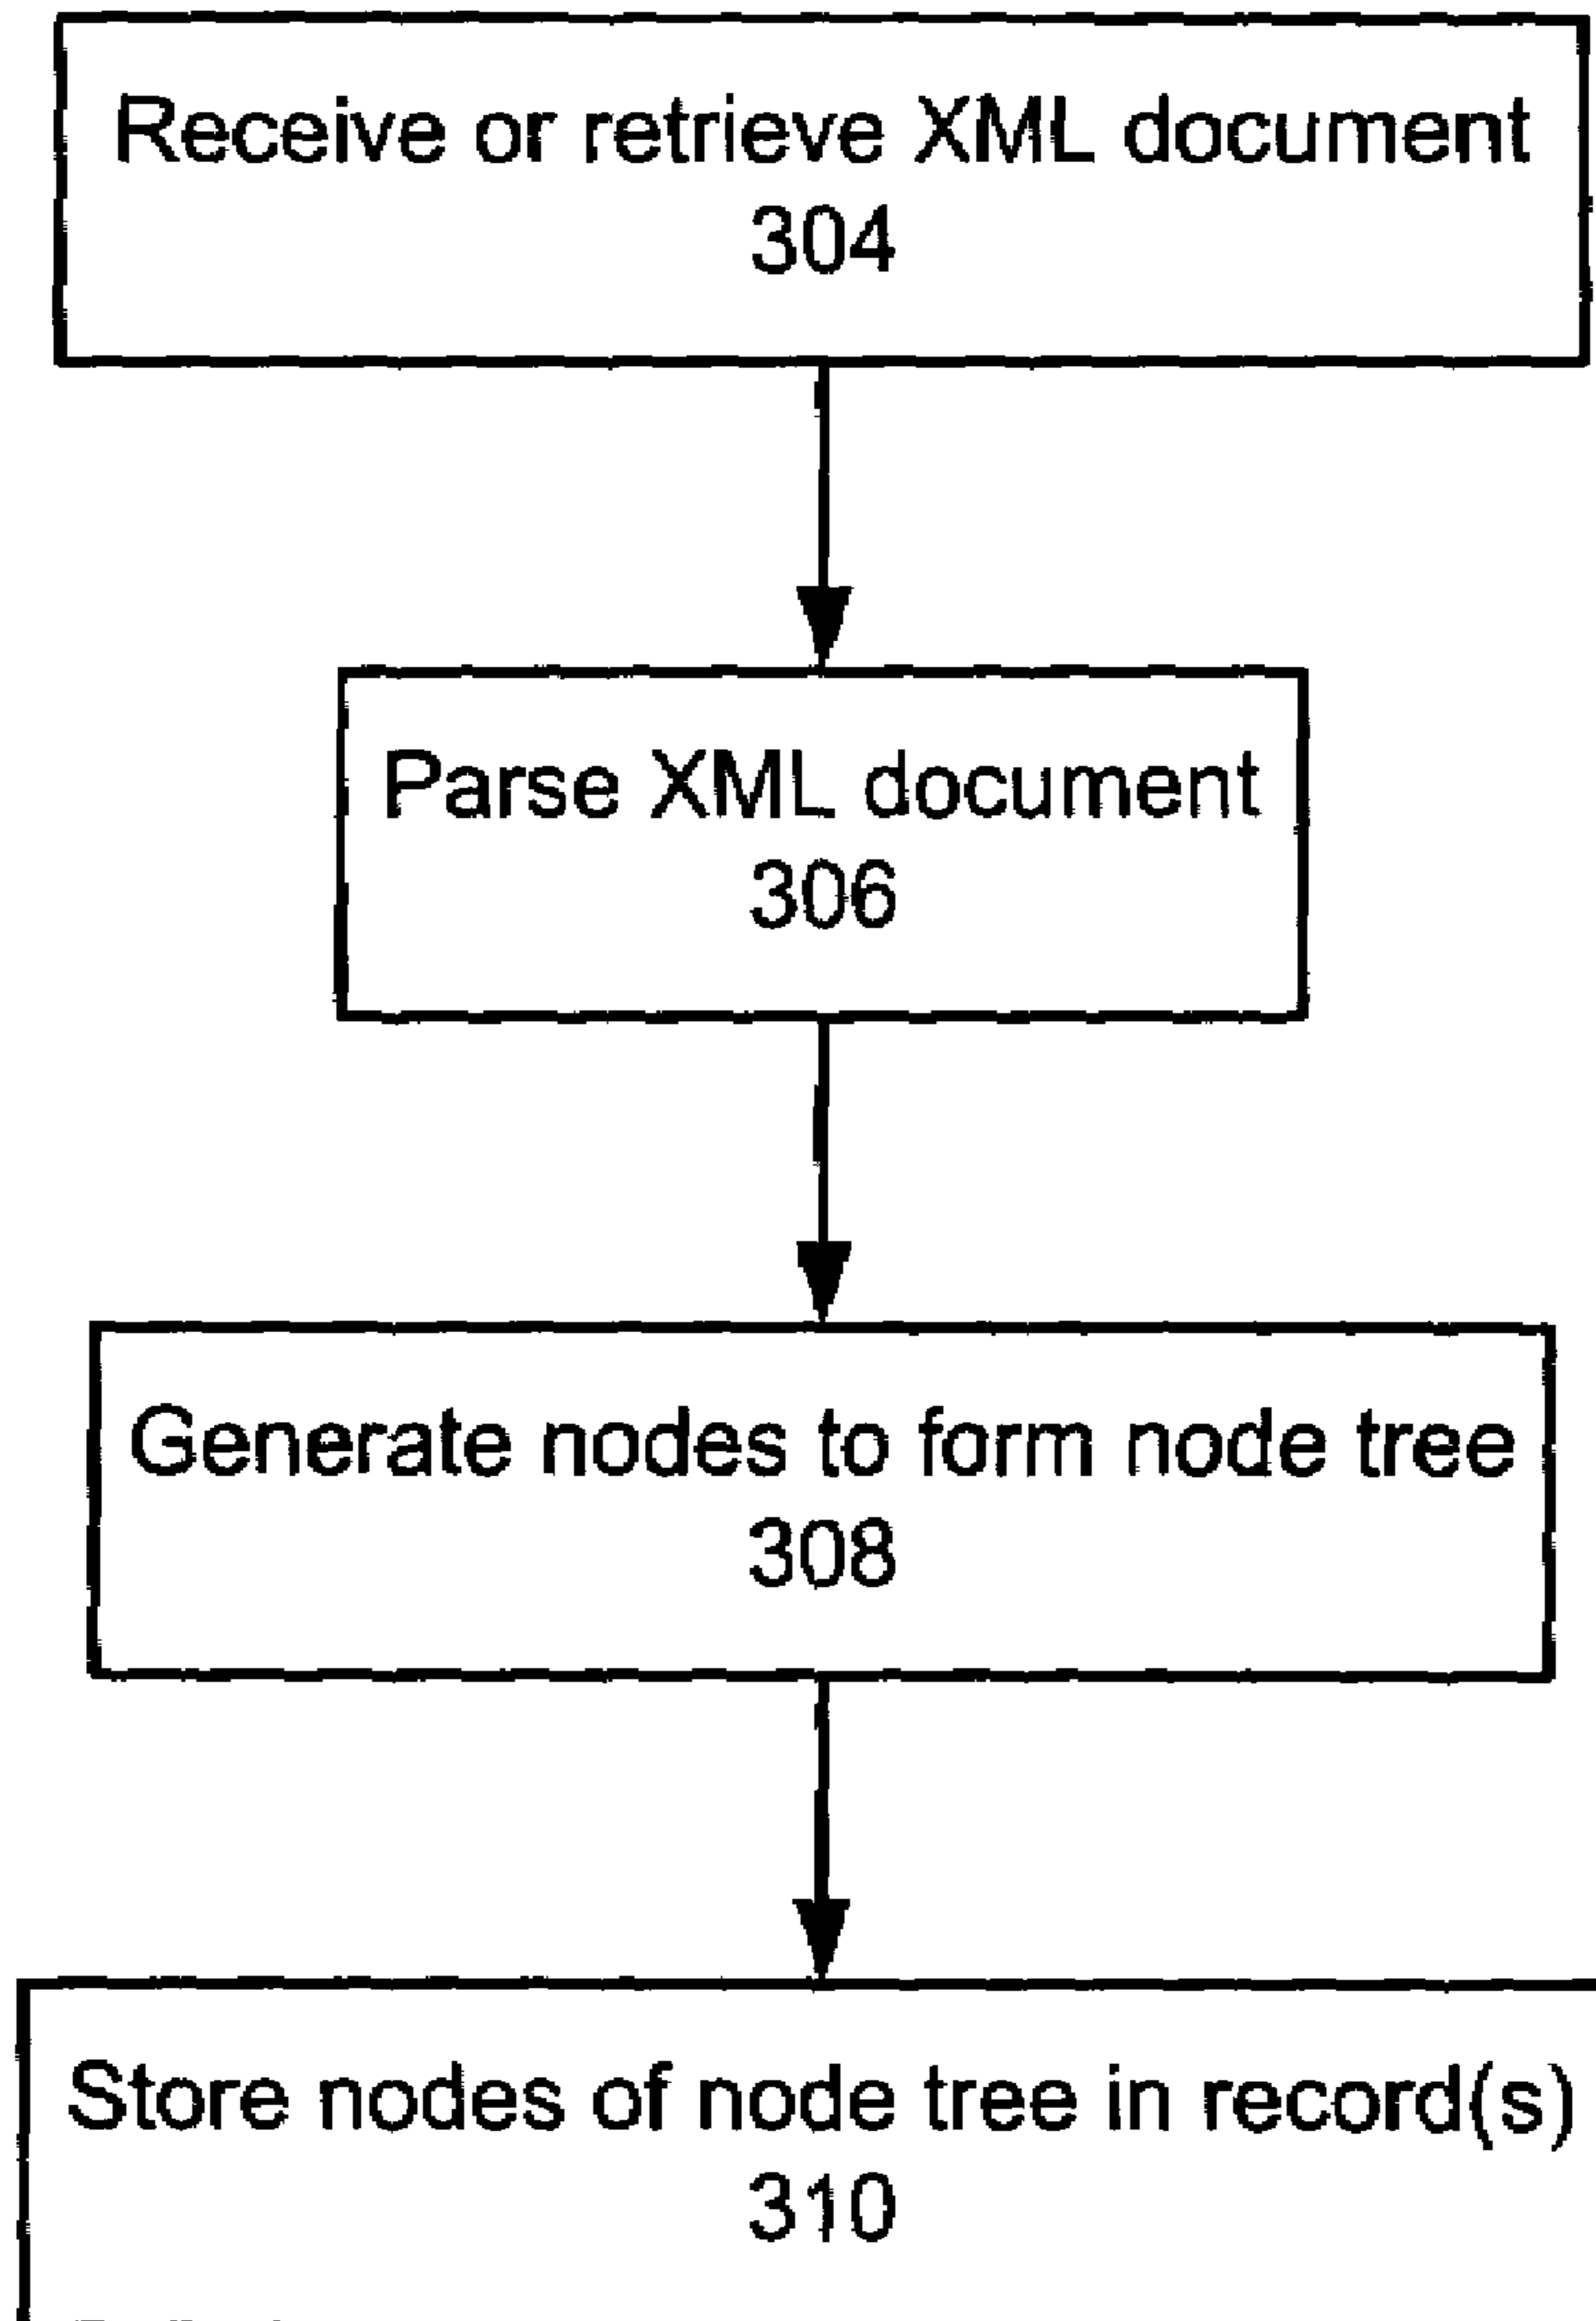 Receive or retrieve XML document
304
Parse XML document
306
Generate nodes to form node tree
308
Store nodes of node tree in record(s)
310